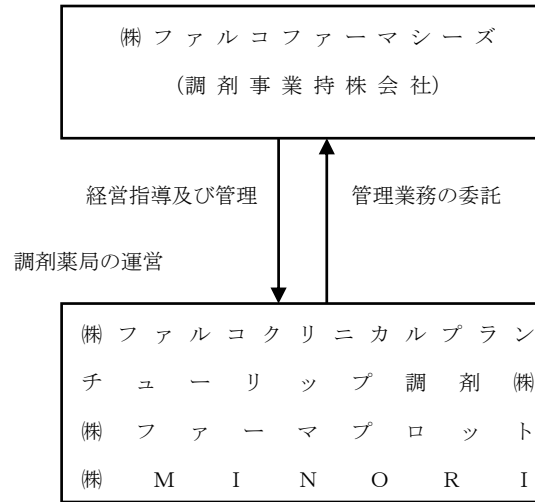 ㈱ファルコファーマシーズ
(調剤事業持株会社)
経営指導及び管理
管理業務の委託
調剤薬局の運営
㈱ファルコクリニカルプラン
チューリップ調剤㈱
㈱ファーマプロット
㈱MINORI